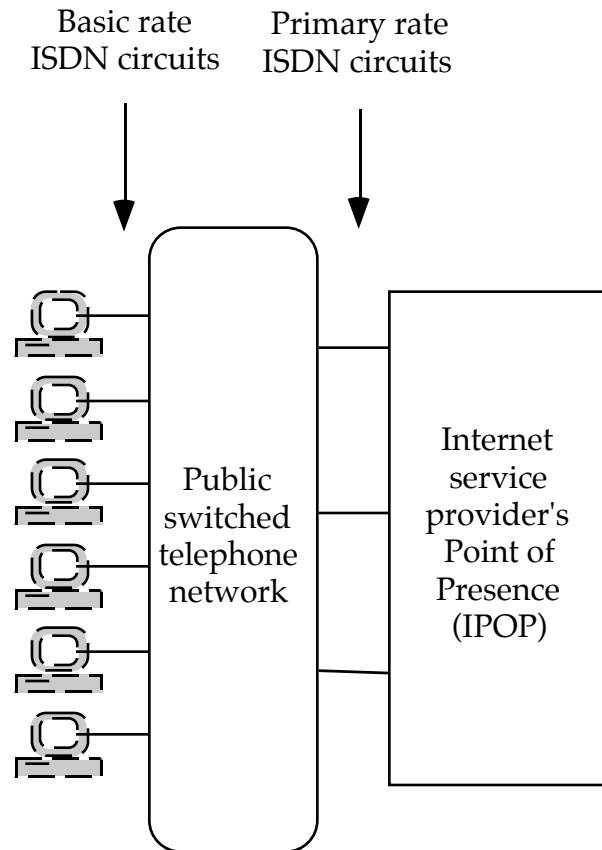 Basic rate
ISDN circuits
Primary rate
ISDN circuits
Public
switched
telephone
network
Internet
service
provider's
Point of
Presence
(IPOP)